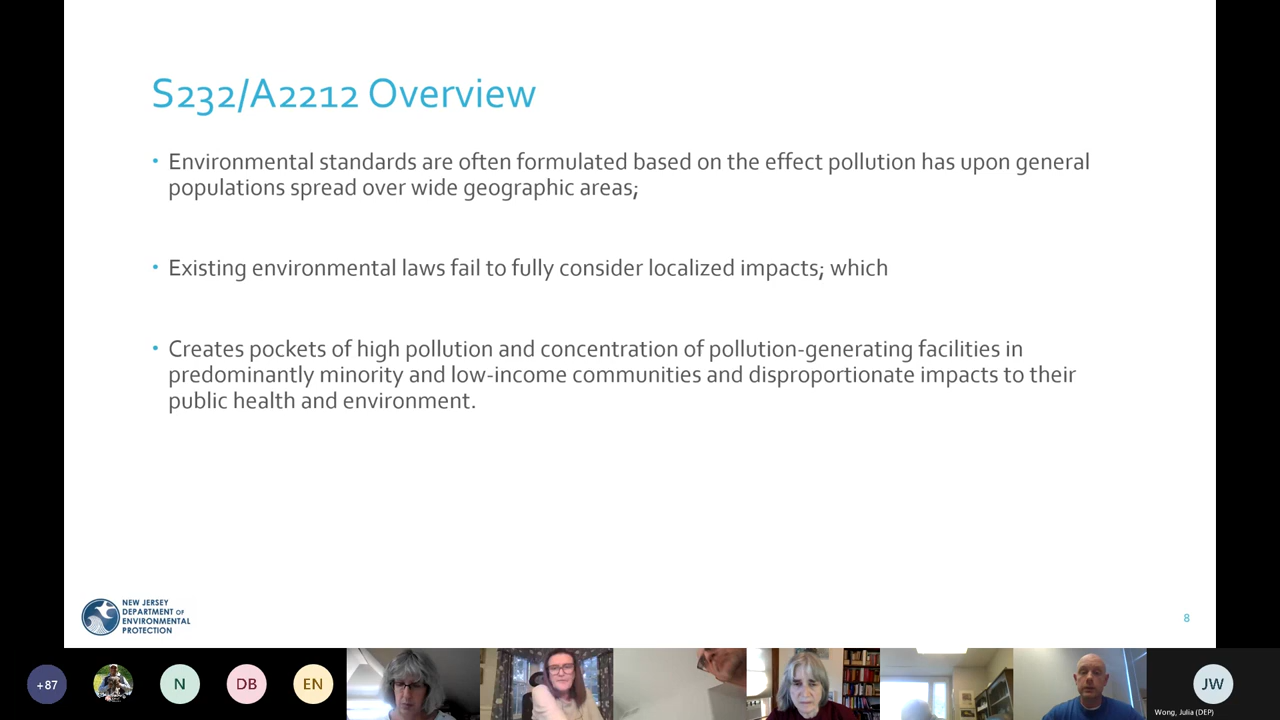 S232/A2212 Overview
• Environmental standards are often formulated based on the effect pollution has upon general
populations spread over wide geographic areas;
• Existing environmental laws fail to fully consider localized impacts; which
• Creates pockets of high pollution and concentration of pollution-generating facilities in
predominantly minority and low-income communities and disproportionate impacts to their
public health and environment.
NEW JERSEY
DEPARTMENT OF
ENVIRONMENTAL
PROTECTION
8
+87
N
DB
EN
JW
Wong, Julia (DEP)